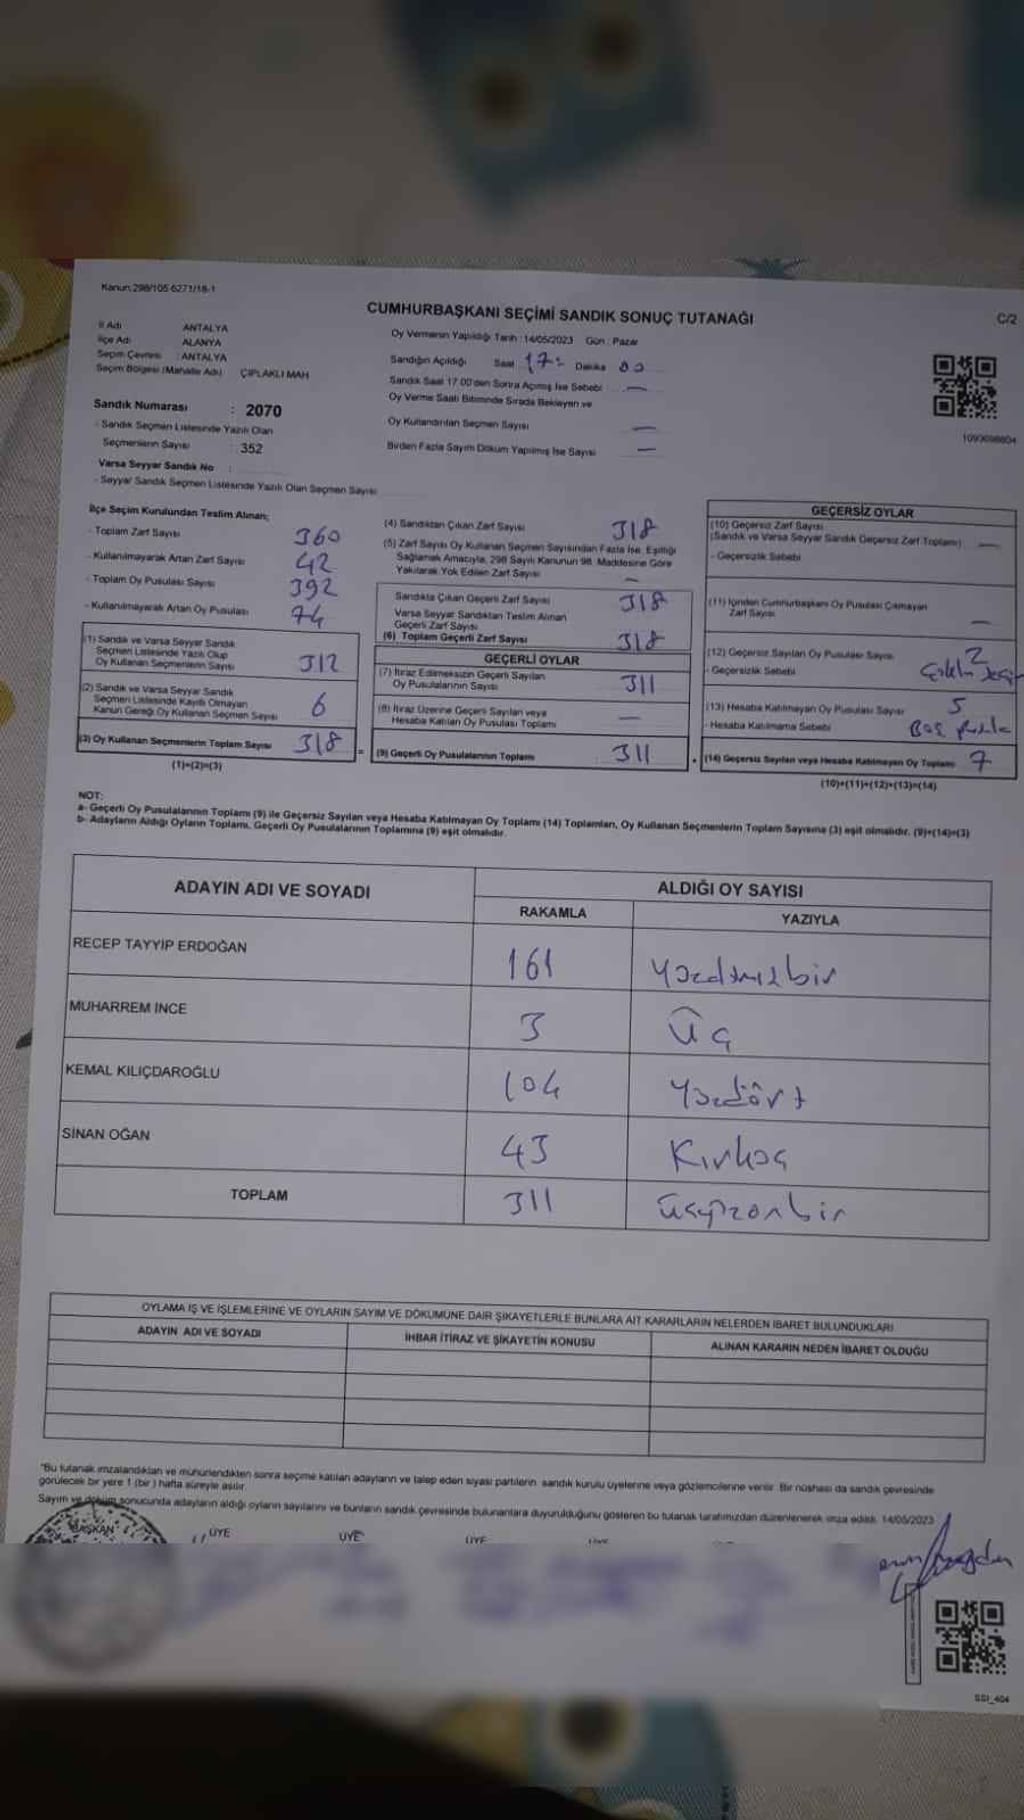 Kanun:298/105 6271/18-1
CUMHURBAŞKANI SEÇİMİ SANDIK SONUÇ TUTANAĞI
C/2
İl Adı ANTALYA
İlçe Adı ALANYA
Seçim Çevresi : ANTALYA
Seçim Bölgesi (Mahalle Adı) ÇIPLAKLI MAH
Oy Vermenin Yapıldığı Tarih : 14/05/2023 Gün : Pazar
Sandığın Açıldığı Saat 17 Dakika 00
Sandık Saat 17.00'den Sonra Açılmış İse Sebebi —
Oy Verme Saati Bitiminde Sırada Bekleyen ve
Oy Kullandırılan Seçmen Sayısı —
Birden Fazla Sayım Döküm Yapılmış İse Sayısı —
Sandık Numarası : 2070
- Sandık Seçmen Listesinde Yazılı Olan
Seçmenlerin Sayısı : 352
Varsa Seyyar Sandık No :
- Seyyar Sandık Seçmen Listesinde Yazılı Olan Seçmen Sayısı
İlçe Seçim Kurulundan Teslim Alınan;
- Toplam Zarf Sayısı 360
- Kullanılmayarak Artan Zarf Sayısı 42
- Toplam Oy Pusulası Sayısı 392
- Kullanılmayarak Artan Oy Pusulası 74
(1) Sandık ve Varsa Seyyar Sandık
Seçmen Listesinde Yazılı Olup
Oy Kullanan Seçmenlerin Sayısı 312
(2) Sandık ve Varsa Seyyar Sandık
Seçmen Listesinde Kayıtlı Olmayan
Kanun Gereği Oy Kullanan Seçmen Sayısı 6
(3) Oy Kullanan Seçmenlerin Toplam Sayısı 318
(1)+(2)=(3)
(4) Sandıktan Çıkan Zarf Sayısı 318
(5) Zarf Sayısı Oy Kullanan Seçmen Sayısından Fazla İse, Eşitliği
Sağlamak Amacıyla, 298 Sayılı Kanunun 98. Maddesine Göre
Yakılarak Yok Edilen Zarf Sayısı —
Sandıkta Çıkan Geçerli Zarf Sayısı 318
Varsa Seyyar Sandıktan Teslim Alınan
Geçerli Zarf Sayısı
(6) Toplam Geçerli Zarf Sayısı 318
GEÇERLİ OYLAR
(7) İtiraz Edilmeksizin Geçerli Sayılan
Oy Pusulalarının Sayısı 311
(8) İtiraz Üzerine Geçerli Sayılan veya
Hesaba Katılan Oy Pusulası Toplamı —
(9) Geçerli Oy Pusulalarının Toplamı 311
GEÇERSİZ OYLAR
(10) Geçersiz Zarf Sayısı
(Sandık ve Varsa Seyyar Sandık Geçersiz Zarf Toplamı) —
- Geçersizlik Sebebi
(11) İçinden Cumhurbaşkanı Oy Pusulası Çıkmayan
Zarf Sayısı —
(12) Geçersiz Sayılan Oy Pusulası Sayısı 2
- Geçersizlik Sebebi
(13) Hesaba Katılmayan Oy Pusulası Sayısı 5
- Hesaba Katılmama Sebebi Boş pusula
(14) Geçersiz Sayılan veya Hesaba Katılmayan Oy Toplamı 7
(10)+(11)+(12)+(13)=(14)
NOT:
a- Geçerli Oy Pusulalarının Toplamı (9) ile Geçersiz Sayılan veya Hesaba Katılmayan Oy Toplamı (14) Toplamları, Oy Kullanan Seçmenlerin Toplam Sayısına (3) eşit olmalıdır. (9)+(14)=(3)
b- Adayların Aldığı Oyların Toplamı, Geçerli Oy Pusulalarının Toplamına (9) eşit olmalıdır.
ADAYIN ADI VE SOYADI
ALDIĞI OY SAYISI
RAKAMLA YAZIYLA
RECEP TAYYİP ERDOĞAN 161 Yüzatmışbir
MUHARREM İNCE 3 Üç
KEMAL KILIÇDAROĞLU 104 Yüzdört
SİNAN OĞAN 43 Kırküç
TOPLAM 311 Üçyüzonbir
OYLAMA İŞ VE İŞLEMLERİNE VE OYLARIN SAYIM VE DÖKÜMÜNE DAİR ŞİKAYETLERLE BUNLARA AİT KARARLARIN NELERDEN İBARET BULUNDUKLARI
ADAYIN ADI VE SOYADI İHBAR İTİRAZ VE ŞİKAYETİN KONUSU ALINAN KARARIN NEDEN İBARET OLDUĞU
"Bu tutanak imzalandıktan ve mühürlendikten sonra seçime katılan adayların ve talep eden siyasi partilerin sandık kurulu üyelerine veya gözlemcilerine verilir. Bir nüshası da sandık çevresinde
görülecek bir yere 1 (bir) hafta süreyle asılır.
Sayım ve döküm sonucunda adayların aldığı oyların sayılarını ve bunların sandık çevresinde bulunanlara duyurulduğunu gösteren bu tutanak tarafımızdan düzenlenerek imza edildi. 14/05/2023
BAŞKAN ÜYE ÜYE ÜYE ÜYE
SSI_404